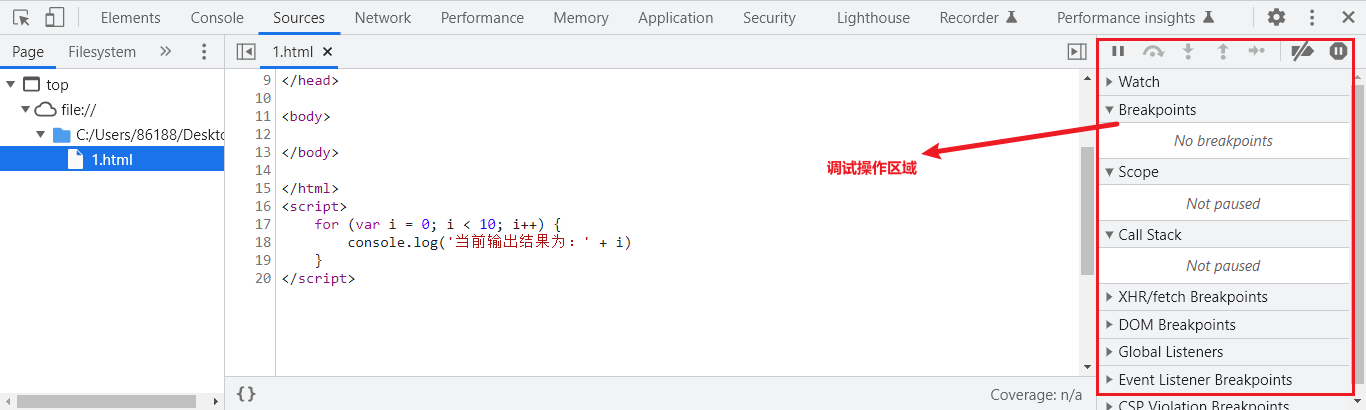 Elements Console Sources Network Performance Memory Application Security Lighthouse Recorder Performance insights
Page Filesystem » 1.html ×
top
file://
C:/Users/86188/Deskto
1.html
9 </head>
10
11 <body>
12
13 </body>
14
15 </html>
16 <script>
17 for (var i = 0; i < 10; i++) {
18 console.log('当前输出结果为：' + i)
19 }
20 </script>
{} Coverage: n/a
调试操作区域
Watch
Breakpoints
No breakpoints
Scope
Not paused
Call Stack
Not paused
XHR/fetch Breakpoints
DOM Breakpoints
Global Listeners
Event Listener Breakpoints
CSP Violation Breakpoints